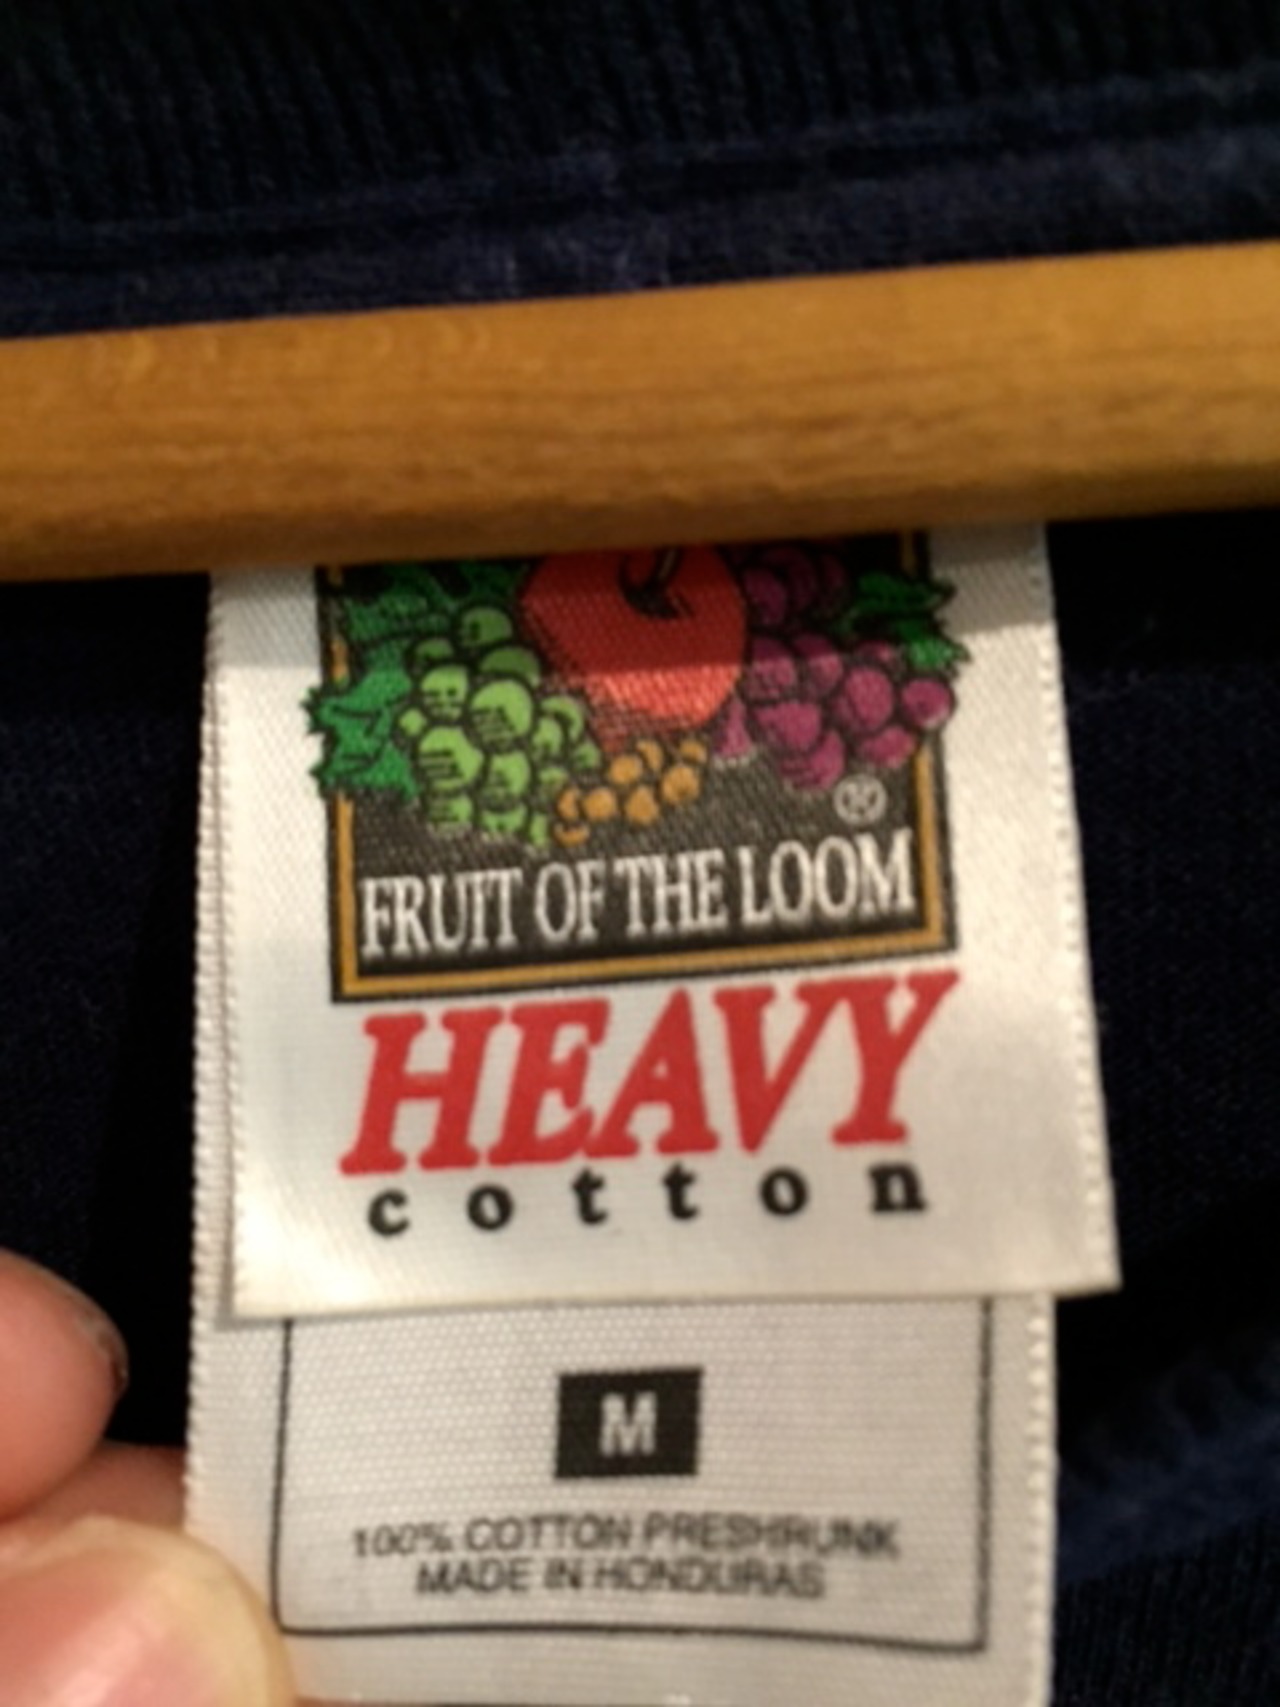 ®
FRUIT OF THE LOOM
HEAVY
cotton
M
100% COTTON PRESHRUNK
MADE IN HONDURAS